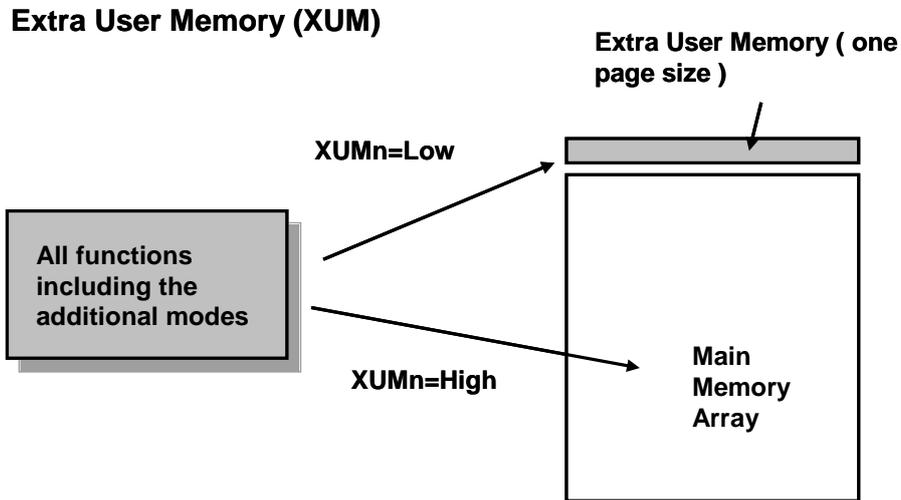 Extra User Memory (XUM)
Extra User Memory ( one
page size )
XUMn=Low
All functions
including the
additional modes
XUMn=High
Main
Memory
Array